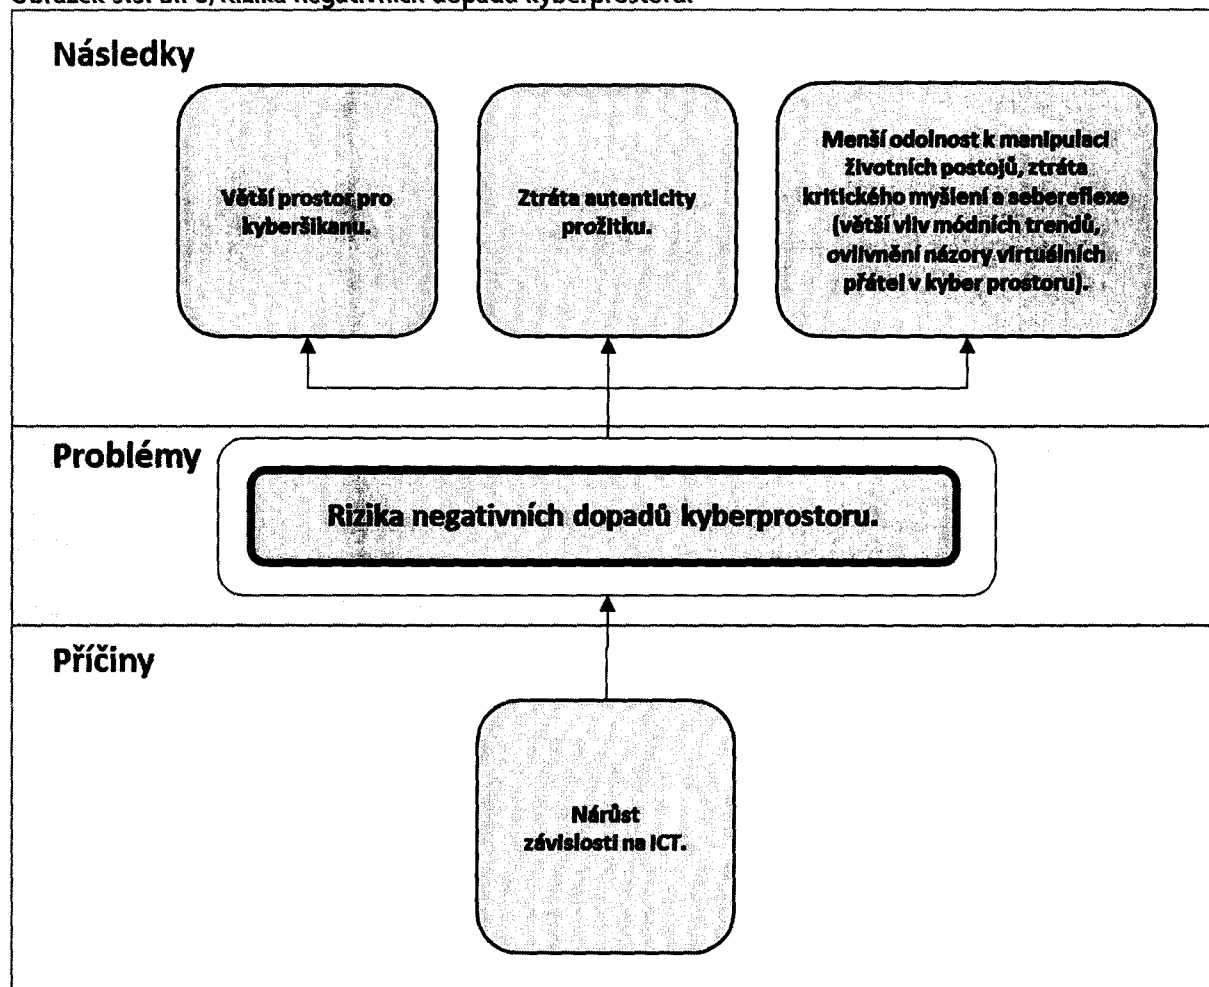 Následky
Větší prostor pro
kyberšikanu.
Ztráta autenticity
prožitku.
Menší odolnost k manipulaci
životních postojů, ztráta
kritického myšlení a sebereflexe
(větší vliv módních trendů,
ovlivnění názory virtuálních
přátel v kyber prostoru).
Problémy
Rizika negativních dopadů kyberprostoru.
Příčiny
Nárůst
závislosti na ICT.